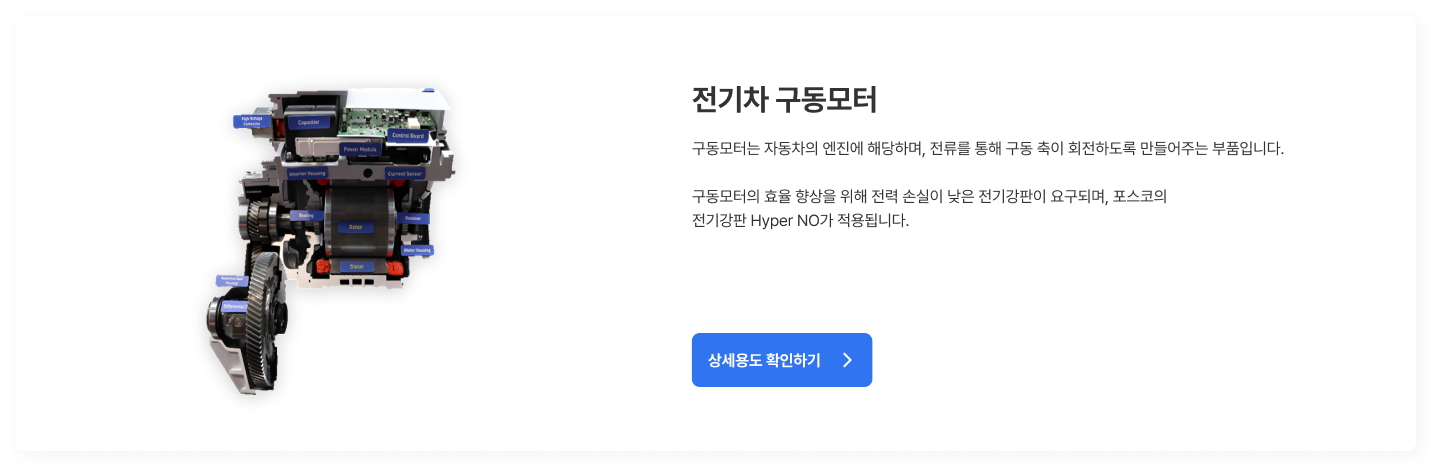 High Voltage
Connector
Capacitor
Control Board
Power Module
Inverter Housing
Current Sensor
Bearing
Resolver
Rotor
Motor Housing
Stator
Reduction Gear
Housing
Differential
전기차 구동모터
구동모터는 자동차의 엔진에 해당하며, 전류를 통해 구동 축이 회전하도록 만들어주는 부품입니다.
구동모터의 효율 향상을 위해 전력 손실이 낮은 전기강판이 요구되며, 포스코의
전기강판 Hyper NO가 적용됩니다.
상세용도 확인하기